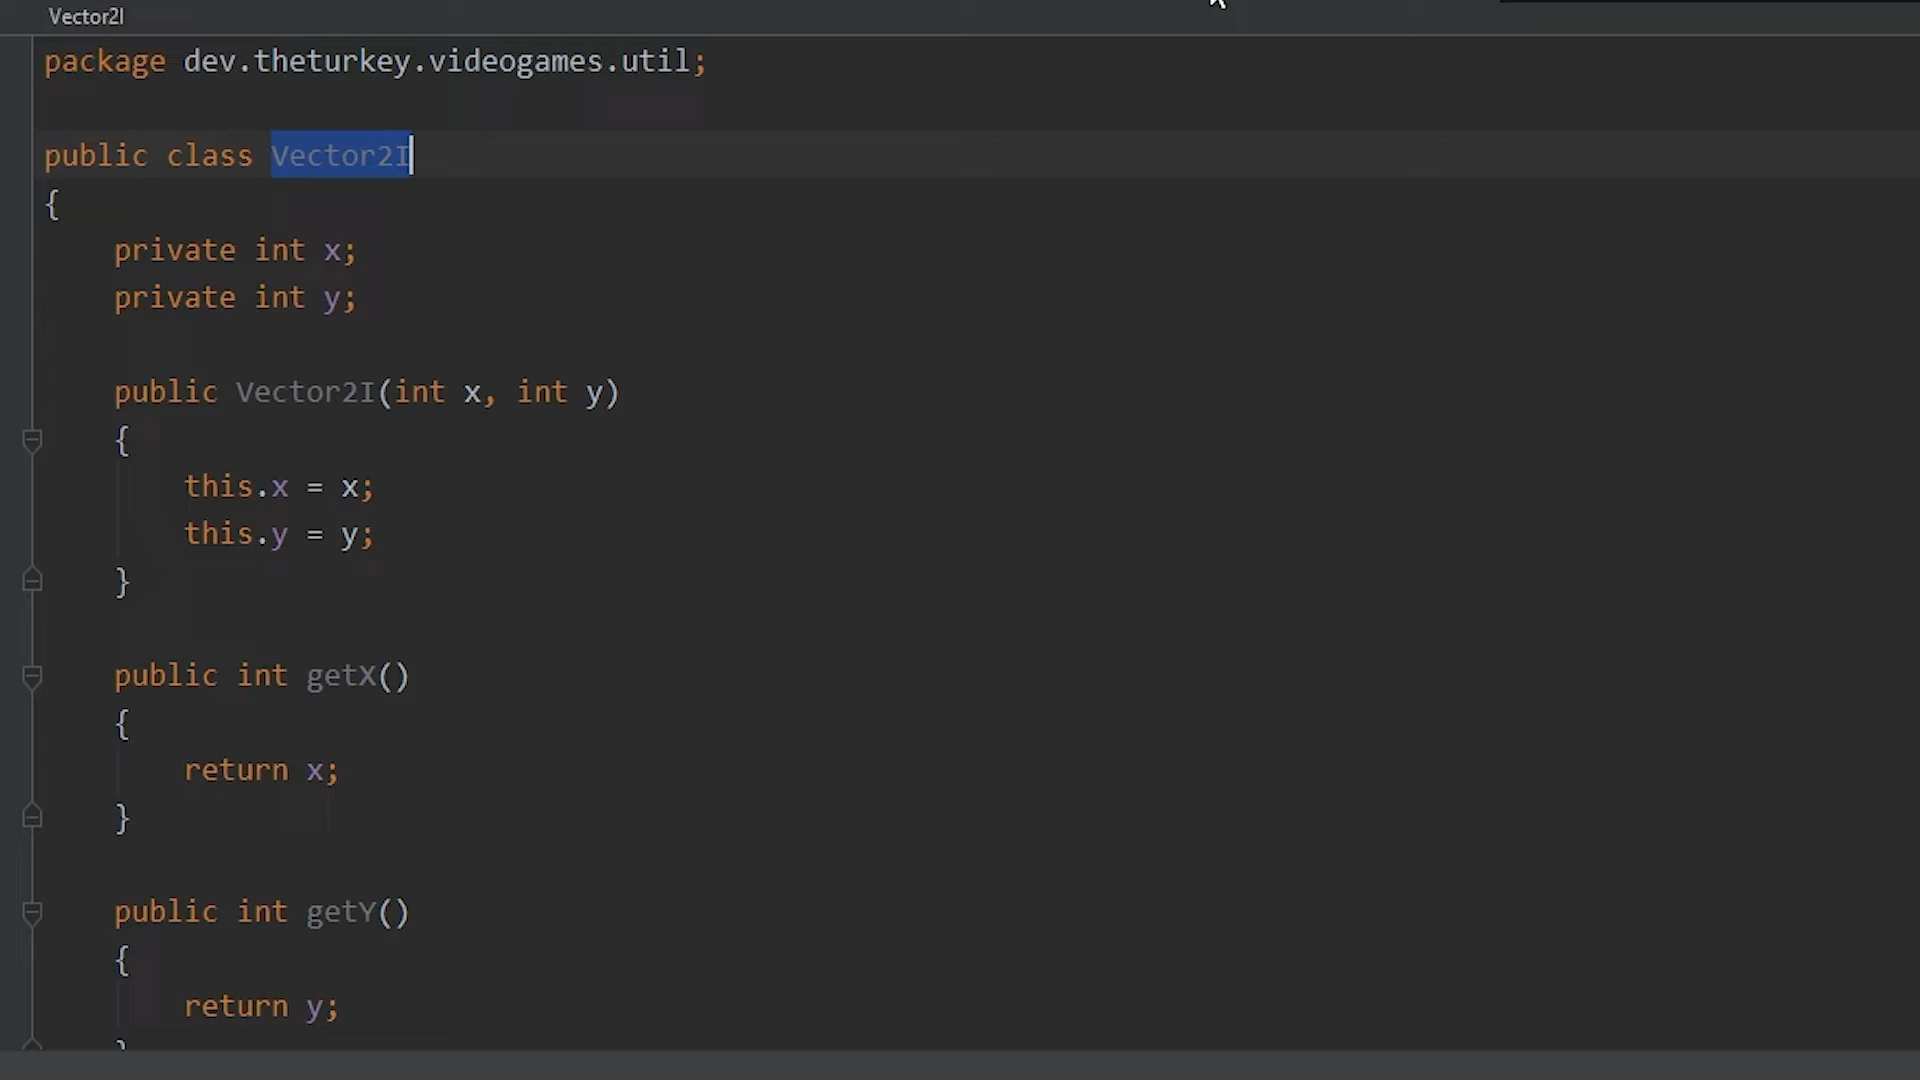 Vector2I
package dev.theturkey.videogames.util;
public class Vector2I
{
private int x;
private int y;
public Vector2I(int x, int y)
{
this.x = x;
this.y = y;
}
public int getX()
{
return x;
}
public int getY()
{
return y;
}